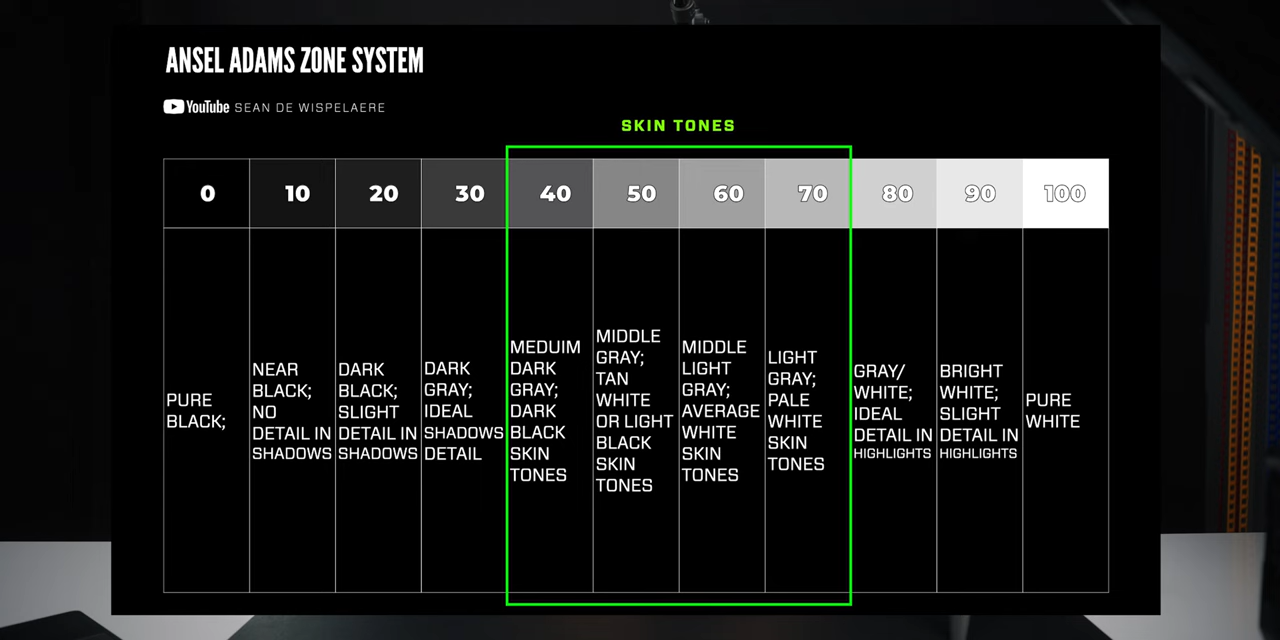 ANSEL ADAMS ZONE SYSTEM
YouTube SEAN DE WISPELAERE
SKIN TONES
0 10 20 30 40 50 60 70 80 90 100
PURE
BLACK;
NEAR
BLACK;
NO
DETAIL IN
SHADOWS
DARK
BLACK;
SLIGHT
DETAIL IN
SHADOWS
DARK
GRAY;
IDEAL
SHADOWS
DETAIL
MEDUIM
DARK
GRAY;
DARK
BLACK
SKIN
TONES
MIDDLE
GRAY;
TAN
WHITE
OR LIGHT
BLACK
SKIN
TONES
MIDDLE
LIGHT
GRAY;
AVERAGE
WHITE
SKIN
TONES
LIGHT
GRAY;
PALE
WHITE
SKIN
TONES
GRAY/
WHITE;
IDEAL
DETAIL IN
HIGHLIGHTS
BRIGHT
WHITE;
SLIGHT
DETAIL IN
HIGHLIGHTS
PURE
WHITE